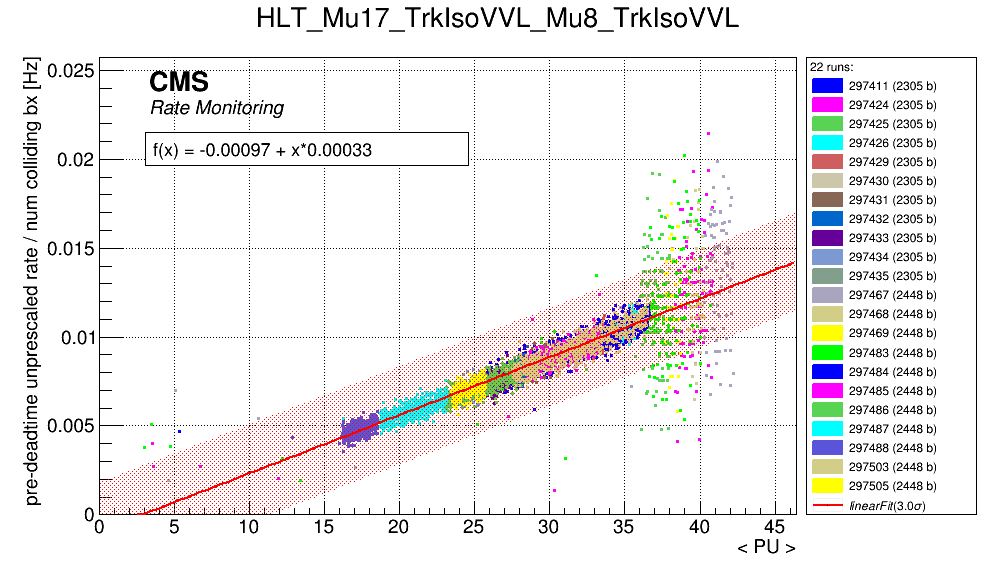 HLT_Mu17_TrkIsoVVL_Mu8_TrkIsoVVL
pre-deadtime unprescaled rate / num colliding bx [Hz]
0.025
0.02
0.015
0.01
0.005
0
CMS
Rate Monitoring
f(x) = -0.00097 + x*0.00033
0 5 10 15 20 25 30 35 40 45
< PU >
22 runs:
297411 (2305 b)
297424 (2305 b)
297425 (2305 b)
297426 (2305 b)
297429 (2305 b)
297430 (2305 b)
297431 (2305 b)
297432 (2305 b)
297433 (2305 b)
297434 (2305 b)
297435 (2305 b)
297467 (2448 b)
297468 (2448 b)
297469 (2448 b)
297483 (2448 b)
297484 (2448 b)
297485 (2448 b)
297486 (2448 b)
297487 (2448 b)
297488 (2448 b)
297503 (2448 b)
297505 (2448 b)
linearFit(3.0σ)